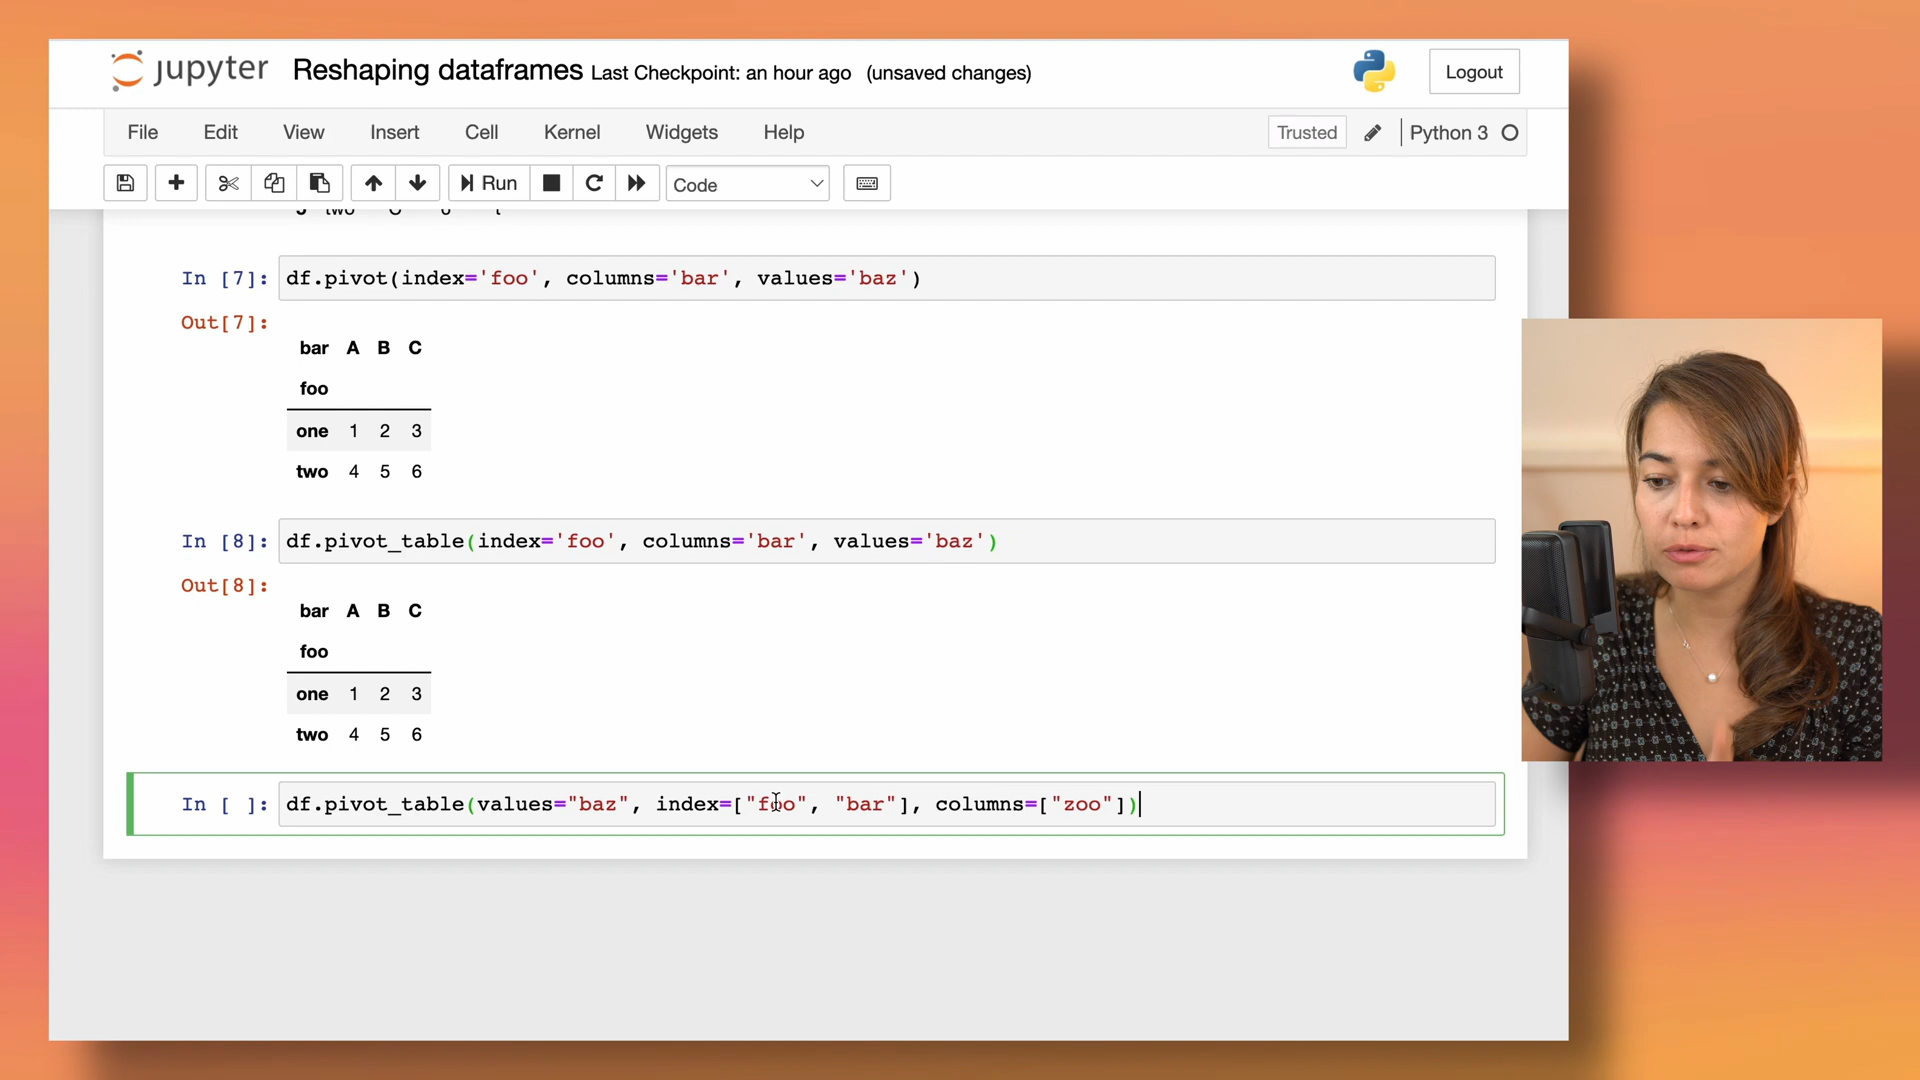 jupyter Reshaping dataframes Last Checkpoint: an hour ago (unsaved changes) Logout
File Edit View Insert Cell Kernel Widgets Help Trusted Python 3
Run Code
In [7]: df.pivot(index='foo', columns='bar', values='baz')
Out[7]:
bar A B C
foo
one 1 2 3
two 4 5 6
In [8]: df.pivot_table(index='foo', columns='bar', values='baz')
Out[8]:
bar A B C
foo
one 1 2 3
two 4 5 6
In [ ]: df.pivot_table(values="baz", index=["foo", "bar"], columns=["zoo"])